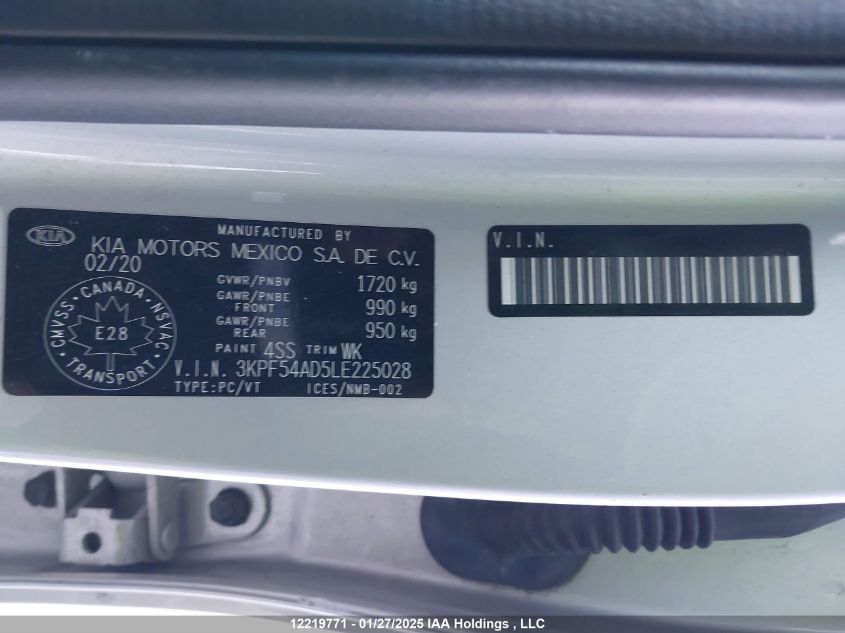 KIA
MANUFACTURED BY
KIA MOTORS MEXICO S.A. DE C.V.
02/20
GVWR/PNBV 1720 kg
GAWR/PNBE FRONT 990 kg
GAWR/PNBE REAR 950 kg
PAINT 4SS TRIM WK
V.I.N. 3KPF54AD5LE225028
TYPE:PC/VT ICES/NMB-002
CMVSS · CANADA · NSVAC
E28
TRANSPORT
V.I.N.
12219771 - 01/27/2025 IAA Holdings , LLC